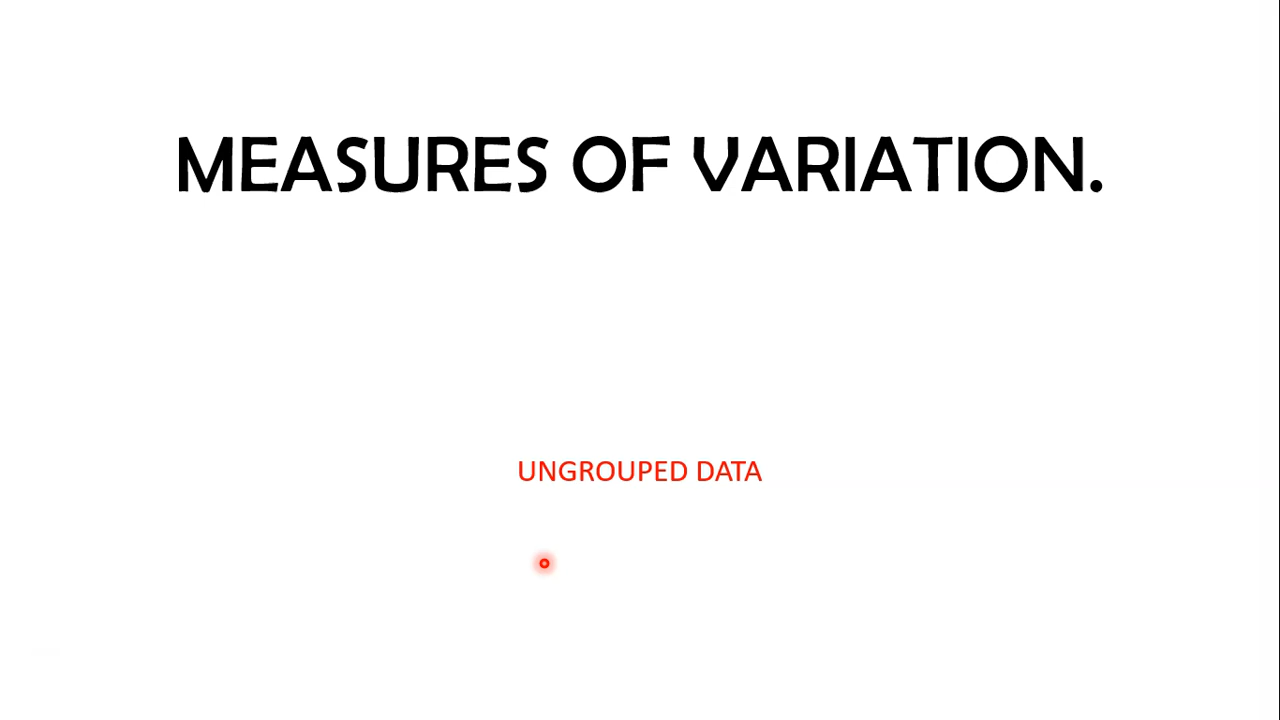 MEASURES OF VARIATION.
UNGROUPED DATA